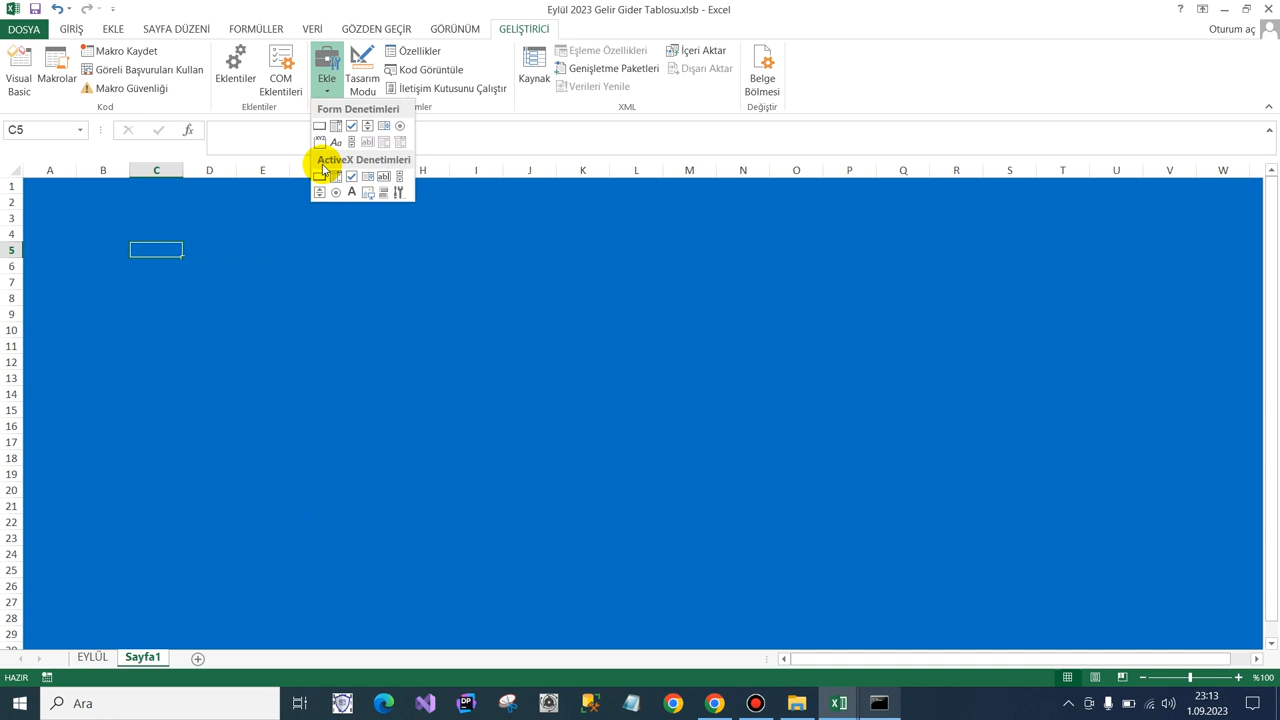 Eylül 2023 Gelir Gider Tablosu.xlsb - Excel
DOSYA GİRİŞ EKLE SAYFA DÜZENİ FORMÜLLER VERİ GÖZDEN GEÇİR GÖRÜNÜM GELİŞTİRİCİ Oturum aç
Visual Basic
Makrolar
Makro Kaydet
Göreli Başvuruları Kullan
Makro Güvenliği
Kod
Eklentiler
COM Eklentileri
Eklentiler
Ekle
Tasarım Modu
Özellikler
Kod Görüntüle
İletişim Kutusunu Çalıştır
Kaynak
Eşleme Özellikleri
Genişletme Paketleri
Verileri Yenile
İçeri Aktar
Dışarı Aktar
XML
Belge Bölmesi
Değiştir
Form Denetimleri
ActiveX Denetimleri
C5
A B C D E H I J K L M N O P Q R S T U V W
1
2
3
4
5
6
7
8
9
10
11
12
13
14
15
16
17
18
19
20
21
22
23
24
25
26
27
28
29
EYLÜL Sayfa1
HAZIR %100
Ara
23:13
1.09.2023